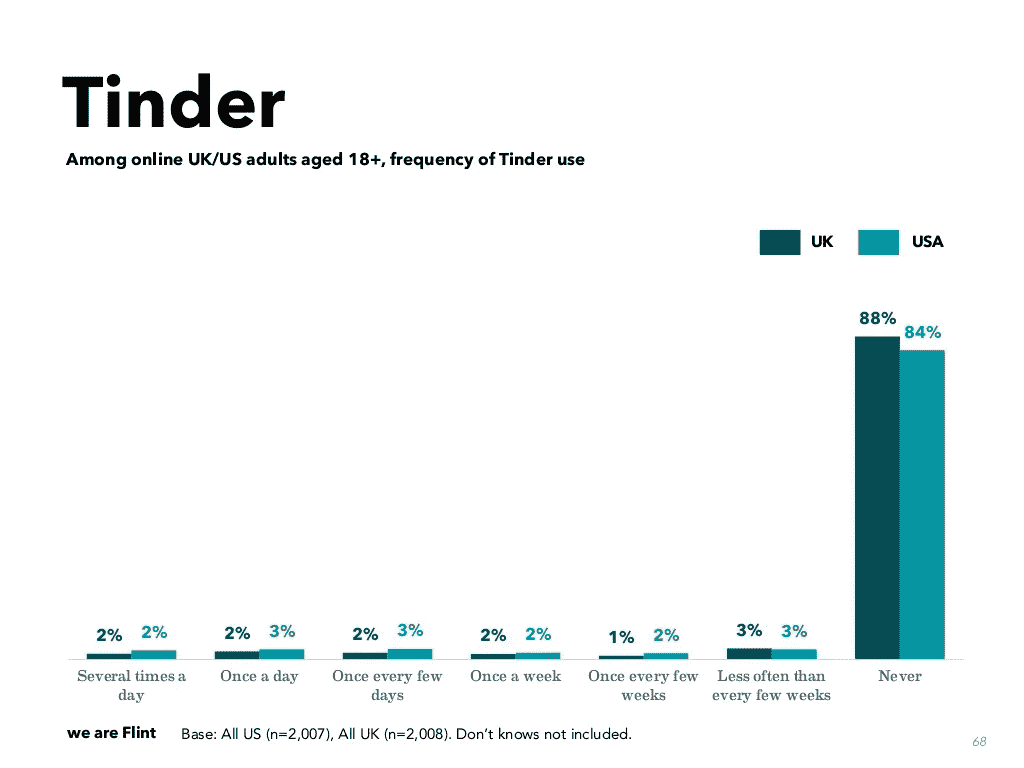 Tinder
Among online UK/US adults aged 18+, frequency of Tinder use
UK USA
88% 84%
2% 2% 2% 3% 2% 3% 2% 2% 1% 2% 3% 3%
Several times a Once a day Once every few Once a week Once every few Less often than Never
day days weeks every few weeks
we are Flint Base: All US (n=2,007), All UK (n=2,008). Don’t knows not included.
68